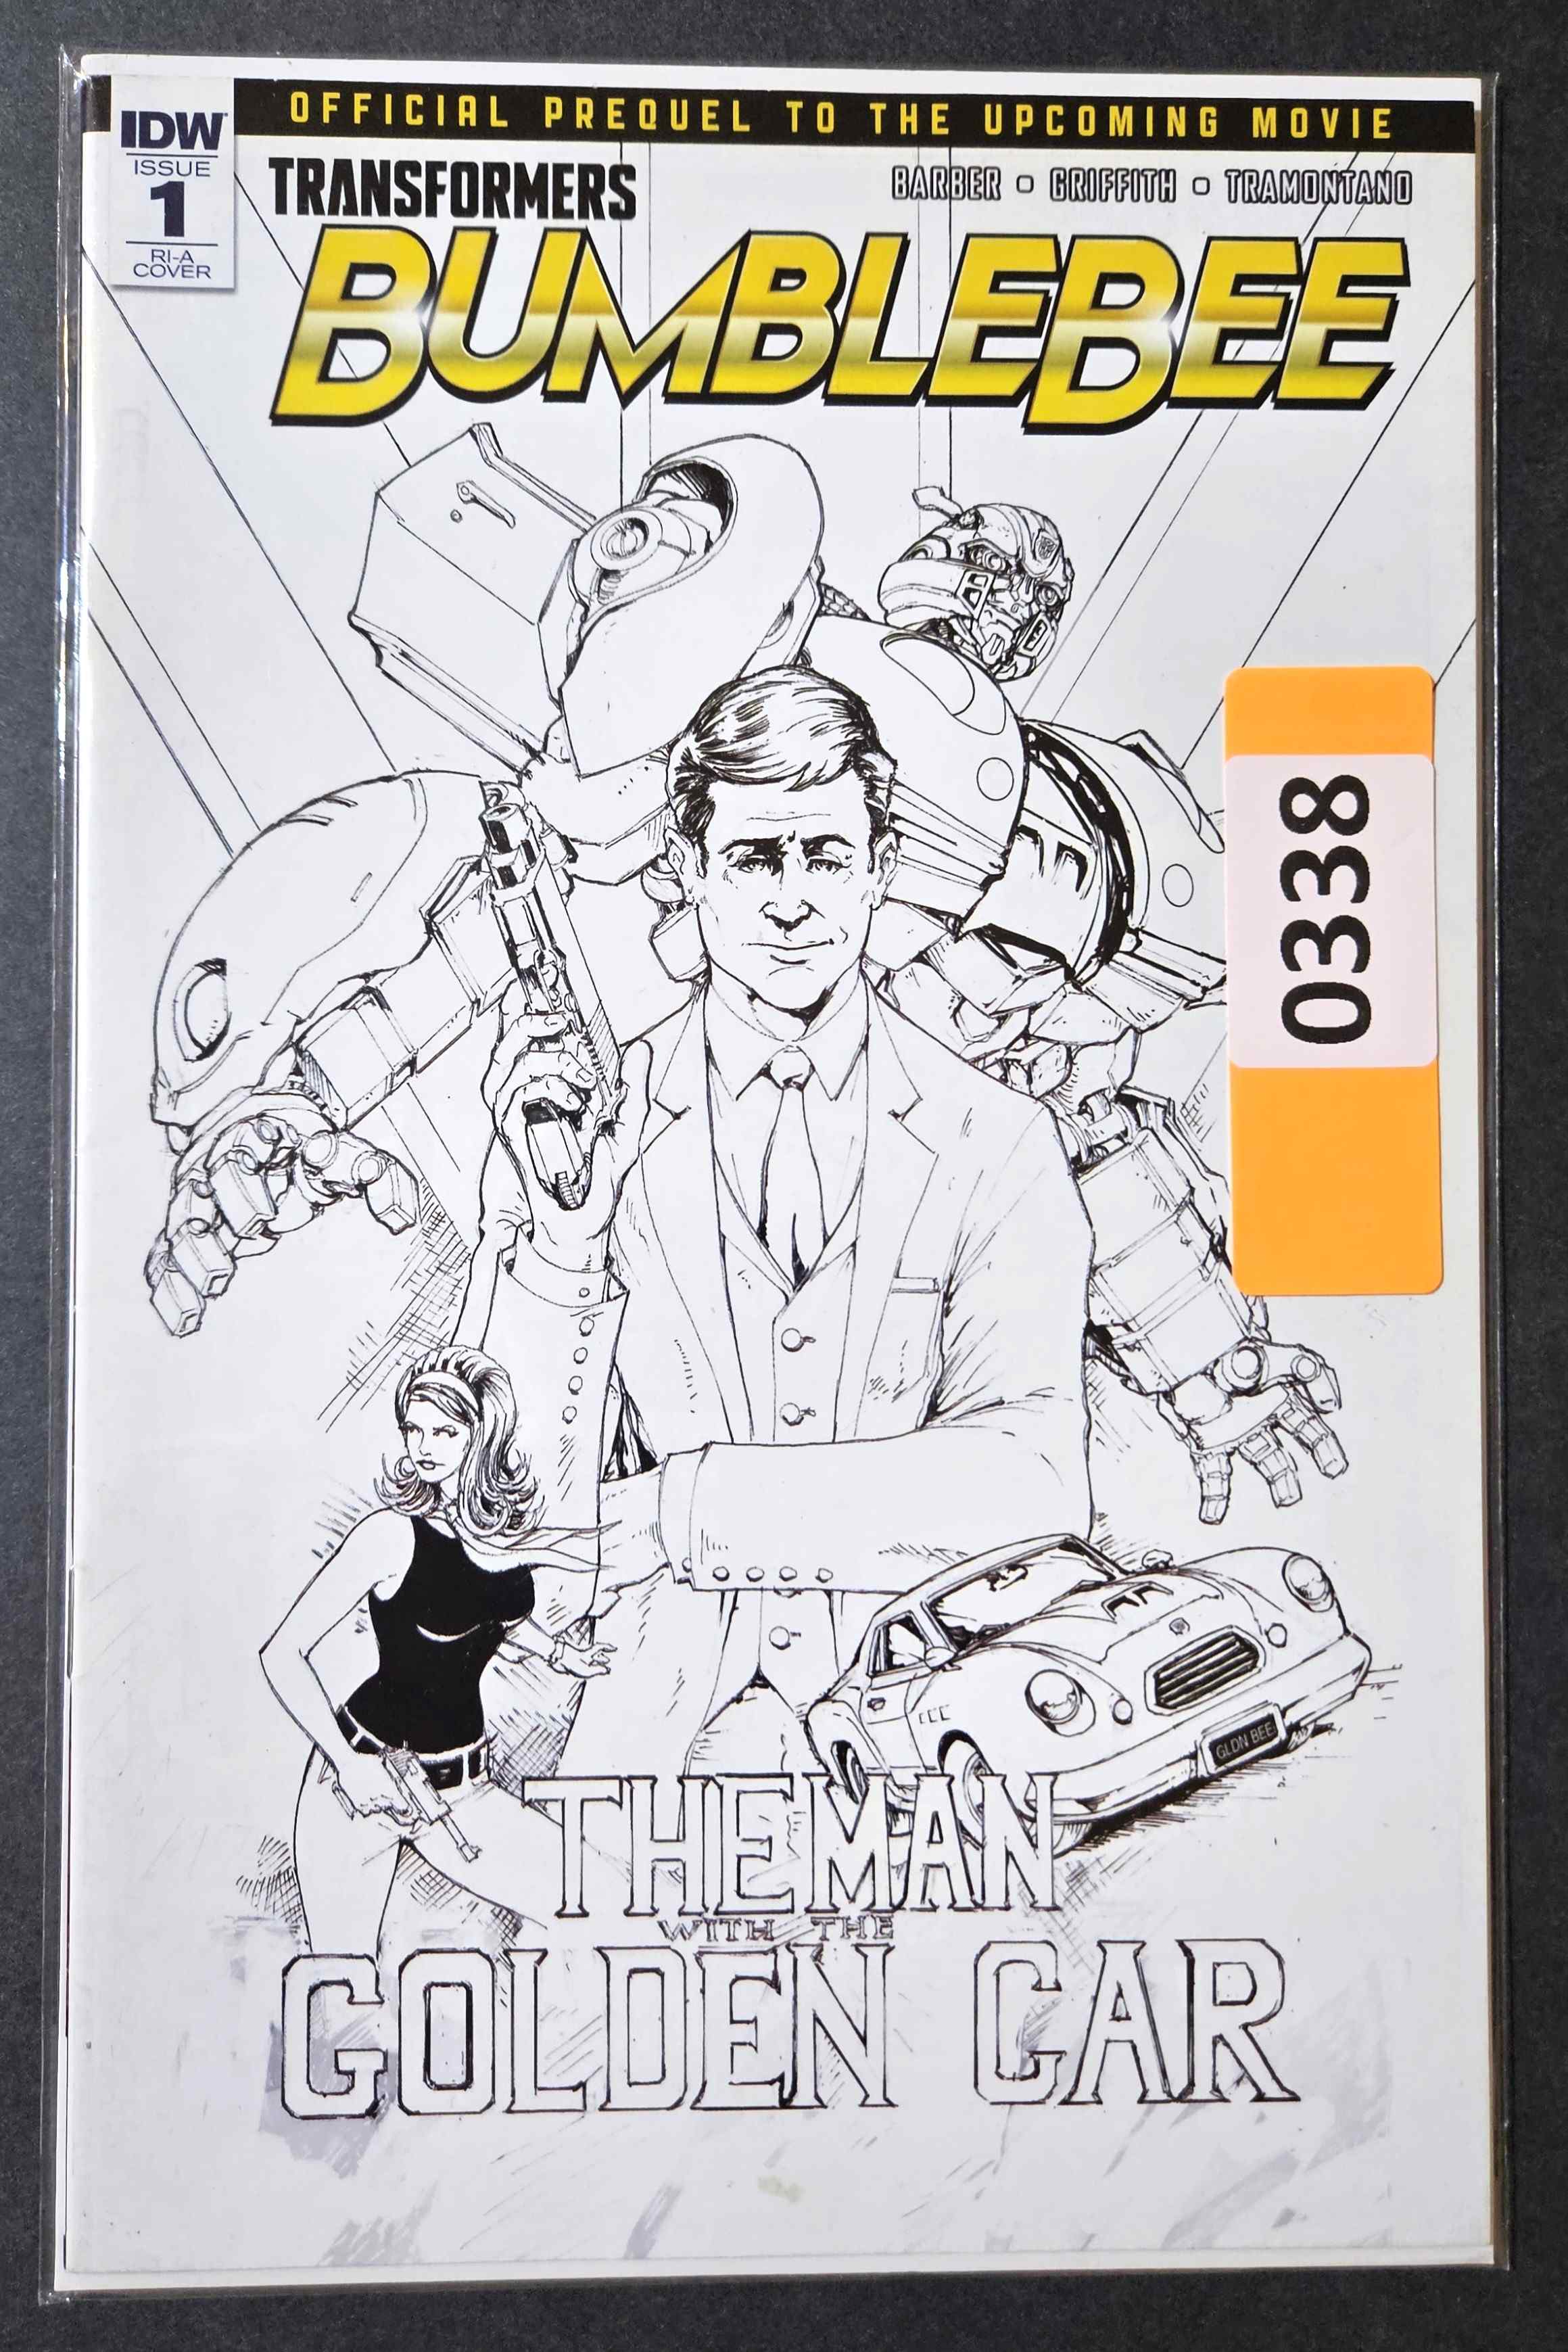 OFFICIAL PREQUEL TO THE UPCOMING MOVIE
IDW
ISSUE
1
RI-A
COVER
TRANSFORMERS
BARBER • GRIFFITH • TRAMONTANO
BUMBLEBEE
0338
GLDN BEE
THE MAN
WITH THE
GOLDEN CAR